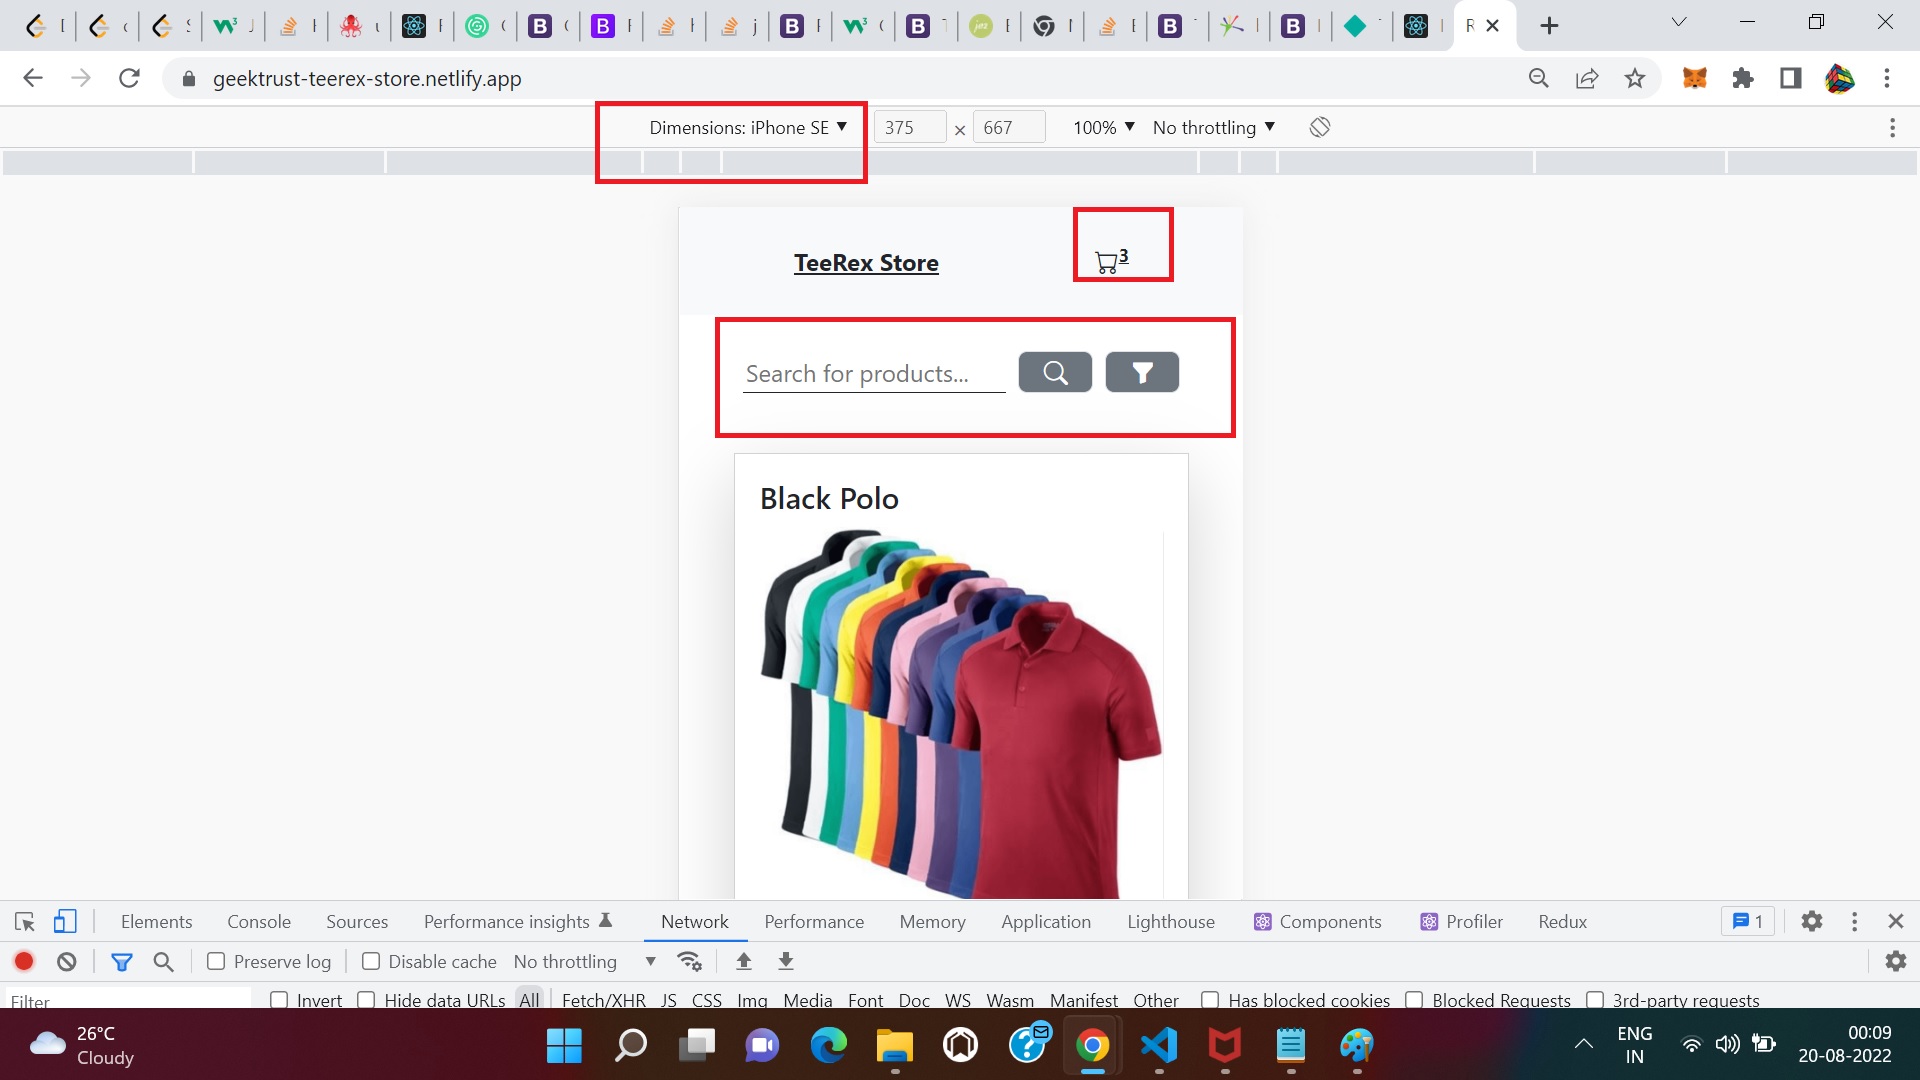 geektrust-teerex-store.netlify.app
Dimensions: iPhone SE ▼ 375 × 667 100% ▼ No throttling ▼
TeeRex Store 3
Search for products...
Black Polo
Elements Console Sources Performance insights Network Performance Memory Application Lighthouse Components Profiler Redux 1
Preserve log Disable cache No throttling ▼
Filter Invert Hide data URLs All Fetch/XHR JS CSS Img Media Font Doc WS Wasm Manifest Other Has blocked cookies Blocked Requests 3rd-party requests
26°C
Cloudy
ENG
IN
00:09
20-08-2022